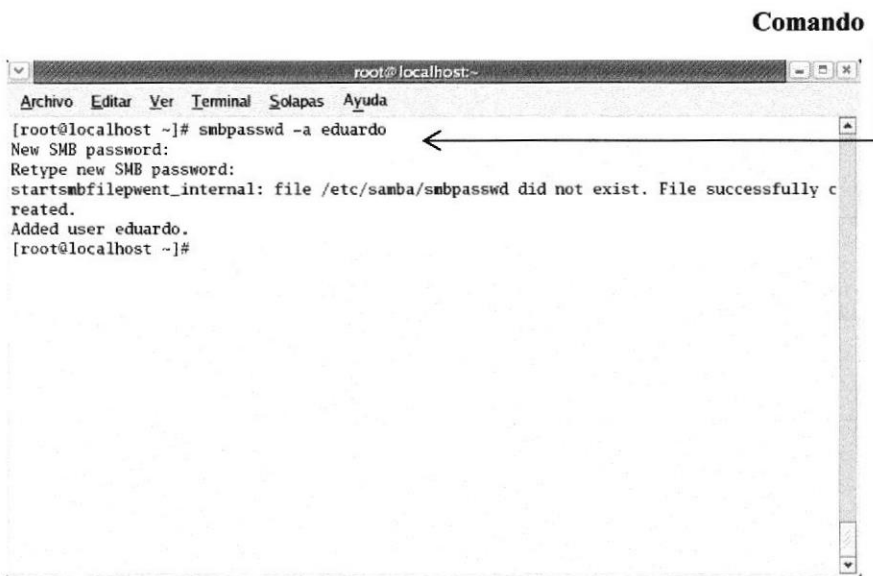 Comando
root@localhost:~
Archivo Editar Ver Terminal Solapas Ayuda
[root@localhost ~]# smbpasswd -a eduardo
New SMB password:
Retype new SMB password:
startsmbfilepwent_internal: file /etc/samba/smbpasswd did not exist. File successfully c
reated.
Added user eduardo.
[root@localhost ~]#